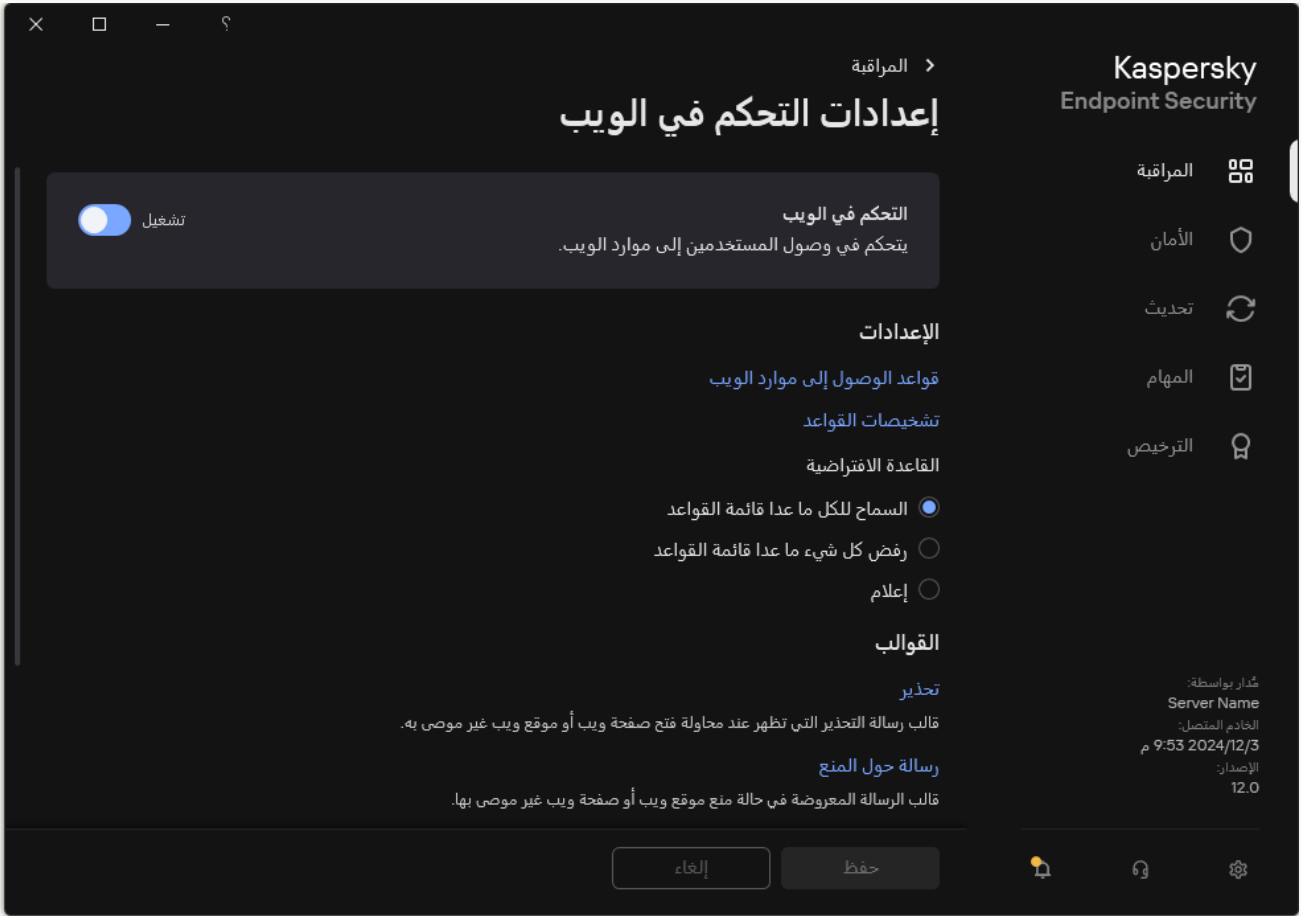 ؟
Kaspersky
Endpoint Security
المراقبة
الأمان
تحديث
المهام
الترخيص
مُدار بواسطة:
Server Name
الخادم المتصل:
2024/12/3 9:53 م
الإصدار:
12.0
المراقبة
إعدادات التحكم في الويب
التحكم في الويب
يتحكم في وصول المستخدمين إلى موارد الويب.
تشغيل
الإعدادات
قواعد الوصول إلى موارد الويب
تشخيصات القواعد
القاعدة الافتراضية
السماح للكل ما عدا قائمة القواعد
رفض كل شيء ما عدا قائمة القواعد
إعلام
القوالب
تحذير
قالب رسالة التحذير التي تظهر عند محاولة فتح صفحة ويب أو موقع ويب غير موصى به.
رسالة حول المنع
قالب الرسالة المعروضة في حالة منع موقع ويب أو صفحة ويب غير موصى بها.
حفظ
إلغاء